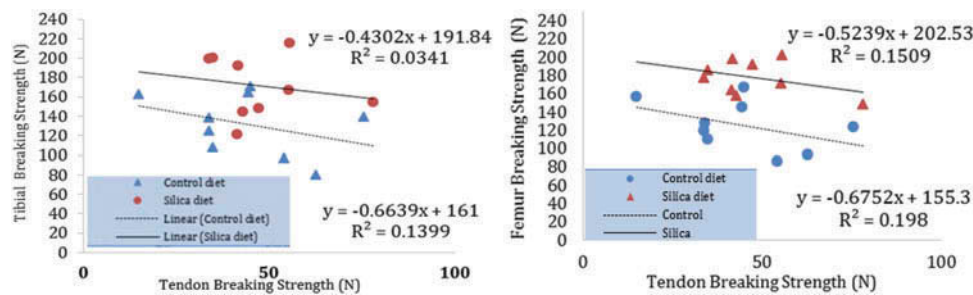 Tibial Breaking Strength (N)
240
220
200
180
160
140
120
100
80
60
40
20
0
y = -0.4302x + 191.84
R² = 0.0341
Control diet
Silica diet
Linear (Control diet)
Linear (Silica diet)
y = -0.6639x + 161
R² = 0.1399
0
50
100
Tendon Breaking Strength (N)
Femur Breaking Strength (N)
240
220
200
180
160
140
120
100
80
60
40
20
0
y = -0.5239x + 202.53
R² = 0.1509
Control diet
Silica diet
Control
Silica
y = -0.6752x + 155.3
R² = 0.198
0
50
100
Tendon Breaking Strength (N)